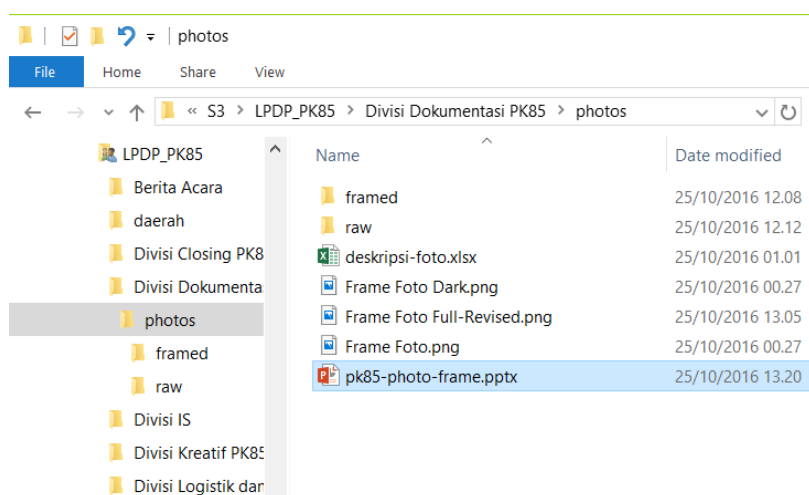 photos
File Home Share View
« S3 > LPDP_PK85 > Divisi Dokumentasi PK85 > photos
LPDP_PK85
Berita Acara
daerah
Divisi Closing PK8
Divisi Dokumenta
photos
framed
raw
Divisi IS
Divisi Kreatif PK85
Divisi Logistik dan
Name Date modified
framed 25/10/2016 12.08
raw 25/10/2016 12.12
deskripsi-foto.xlsx 25/10/2016 01.01
Frame Foto Dark.png 25/10/2016 00.27
Frame Foto Full-Revised.png 25/10/2016 13.05
Frame Foto.png 25/10/2016 00.27
pk85-photo-frame.pptx 25/10/2016 13.20